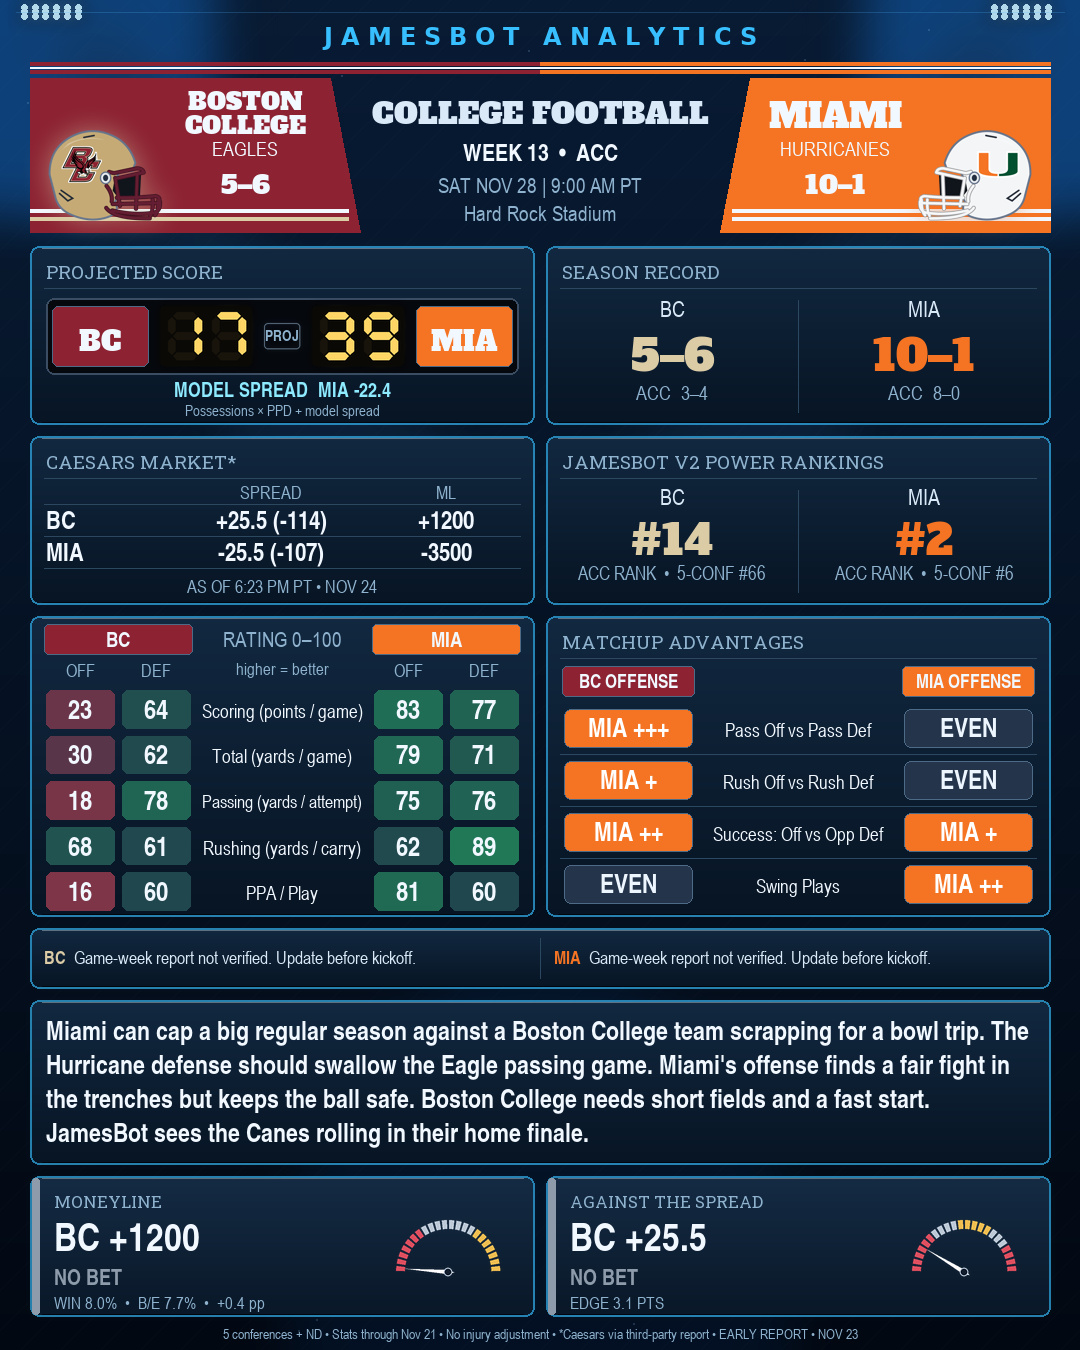 JAMESBOT ANALYTICS
BOSTON
COLLEGE
EAGLES
5–6
COLLEGE FOOTBALL
WEEK 13 • ACC
SAT NOV 28 | 9:00 AM PT
Hard Rock Stadium
MIAMI
HURRICANES
10–1
PROJECTED SCORE
BC 17 PROJ 39 MIA
MODEL SPREAD MIA -22.4
Possessions × PPD + model spread
SEASON RECORD
BC MIA
5–6 10–1
ACC 3–4 ACC 8–0
CAESARS MARKET*
SPREAD ML
BC +25.5 (-114) +1200
MIA -25.5 (-107) -3500
AS OF 6:23 PM PT • NOV 24
JAMESBOT V2 POWER RANKINGS
BC MIA
#14 #2
ACC RANK • 5-CONF #66 ACC RANK • 5-CONF #6
BC RATING 0–100 MIA
OFF DEF higher = better OFF DEF
23 64 Scoring (points / game) 83 77
30 62 Total (yards / game) 79 71
18 78 Passing (yards / attempt) 75 76
68 61 Rushing (yards / carry) 62 89
16 60 PPA / Play 81 60
MATCHUP ADVANTAGES
BC OFFENSE MIA OFFENSE
MIA +++ Pass Off vs Pass Def EVEN
MIA + Rush Off vs Rush Def EVEN
MIA ++ Success: Off vs Opp Def MIA +
EVEN Swing Plays MIA ++
BC Game-week report not verified. Update before kickoff.
MIA Game-week report not verified. Update before kickoff.
Miami can cap a big regular season against a Boston College team scrapping for a bowl trip. The
Hurricane defense should swallow the Eagle passing game. Miami's offense finds a fair fight in
the trenches but keeps the ball safe. Boston College needs short fields and a fast start.
JamesBot sees the Canes rolling in their home finale.
MONEYLINE
BC +1200
NO BET
WIN 8.0% • B/E 7.7% • +0.4 pp
AGAINST THE SPREAD
BC +25.5
NO BET
EDGE 3.1 PTS
5 conferences + ND • Stats through Nov 21 • No injury adjustment • *Caesars via third-party report • EARLY REPORT • NOV 23